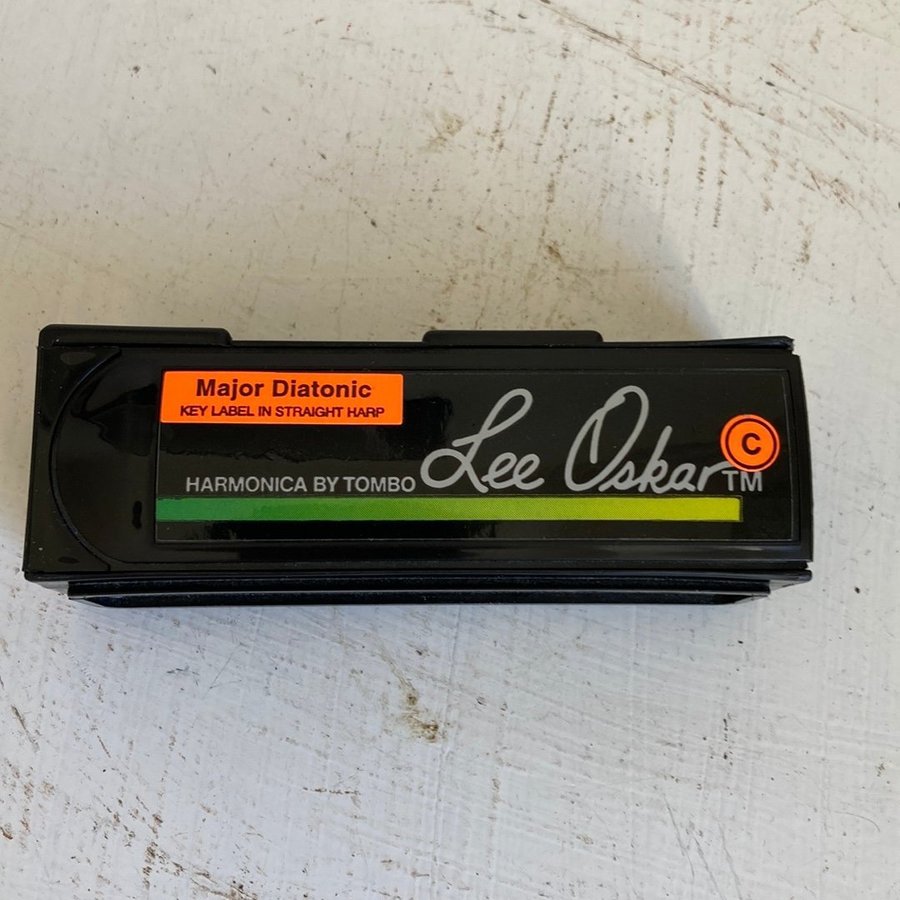 Major Diatonic
KEY LABEL IN STRAIGHT HARP
HARMONICA BY TOMBO Lee Oskar TM
C